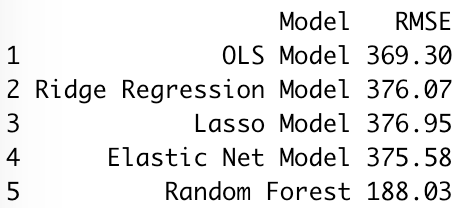 Model RMSE
1 OLS Model 369.30
2 Ridge Regression Model 376.07
3 Lasso Model 376.95
4 Elastic Net Model 375.58
5 Random Forest 188.03